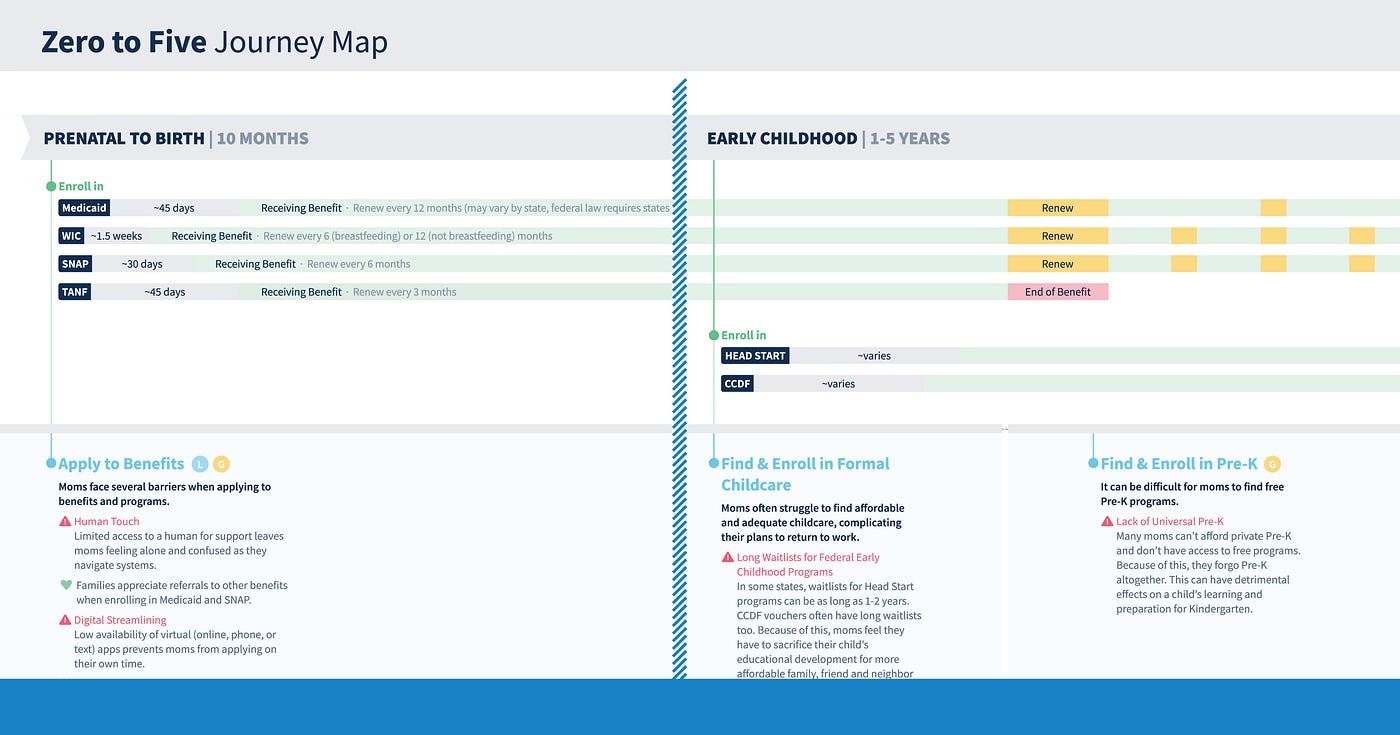 Zero to Five Journey Map
PRENATAL TO BIRTH | 10 MONTHS
Enroll in
Medicaid ~45 days Receiving Benefit · Renew every 12 months (may vary by state, federal law requires states
WIC ~1.5 weeks Receiving Benefit · Renew every 6 (breastfeeding) or 12 (not breastfeeding) months
SNAP ~30 days Receiving Benefit · Renew every 6 months
TANF ~45 days Receiving Benefit · Renew every 3 months
EARLY CHILDHOOD | 1-5 YEARS
Renew
Renew
Renew
End of Benefit
Enroll in
HEAD START ~varies
CCDF ~varies
Apply to Benefits L G
Moms face several barriers when applying to
benefits and programs.
Human Touch
Limited access to a human for support leaves
moms feeling alone and confused as they
navigate systems.
Families appreciate referrals to other benefits
when enrolling in Medicaid and SNAP.
Digital Streamlining
Low availability of virtual (online, phone, or
text) apps prevents moms from applying on
their own time.
Find & Enroll in Formal
Childcare
Moms often struggle to find affordable
and adequate childcare, complicating
their plans to return to work.
Long Waitlists for Federal Early
Childhood Programs
In some states, waitlists for Head Start
programs can be as long as 1-2 years.
CCDF vouchers often have long waitlists
too. Because of this, moms feel they
have to sacrifice their child's
educational development for more
affordable family, friend and neighbor
Find & Enroll in Pre-K G
It can be difficult for moms to find free
Pre-K programs.
Lack of Universal Pre-K
Many moms can't afford private Pre-K
and don't have access to free programs.
Because of this, they forgo Pre-K
altogether. This can have detrimental
effects on a child's learning and
preparation for Kindergarten.